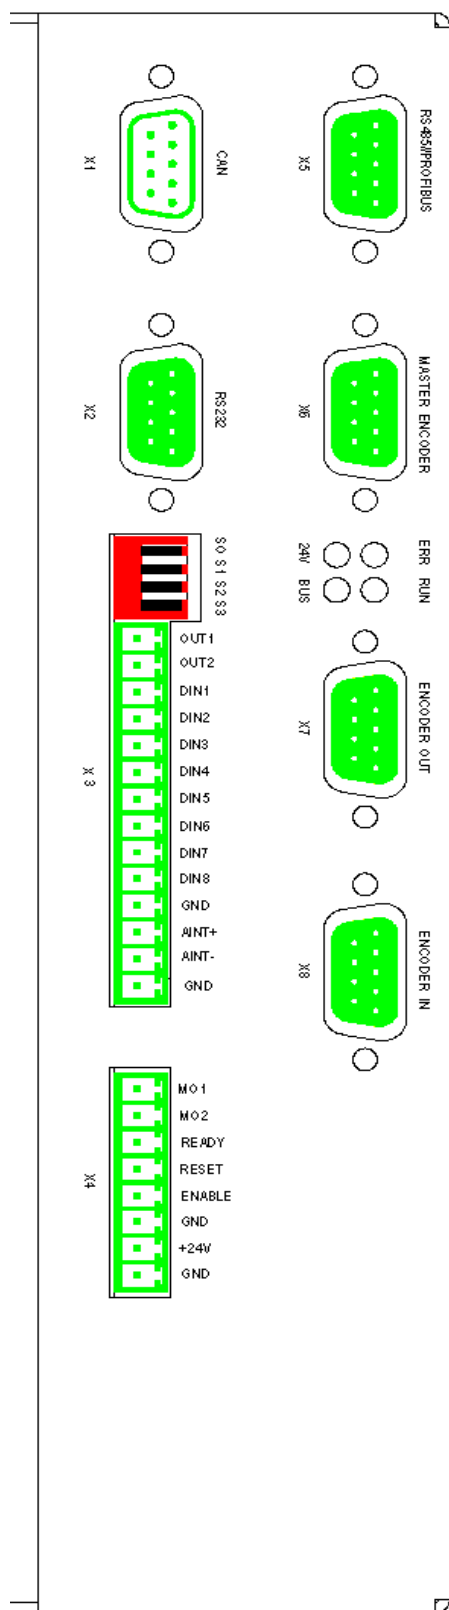 X1
CAN
X5
RS485//PROFIBUS
X2
RS232
X6
MASTER ENCODER
S0 S1 S2 S3
24V BUS
ERR RUN
X3
OUT1
OUT2
DIN1
DIN2
DIN3
DIN4
DIN5
DIN6
DIN7
DIN8
GND
AINT+
AINT-
GND
X7
ENCODER OUT
X8
ENCODER IN
X4
MO1
MO2
READY
RESET
ENABLE
GND
+24V
GND